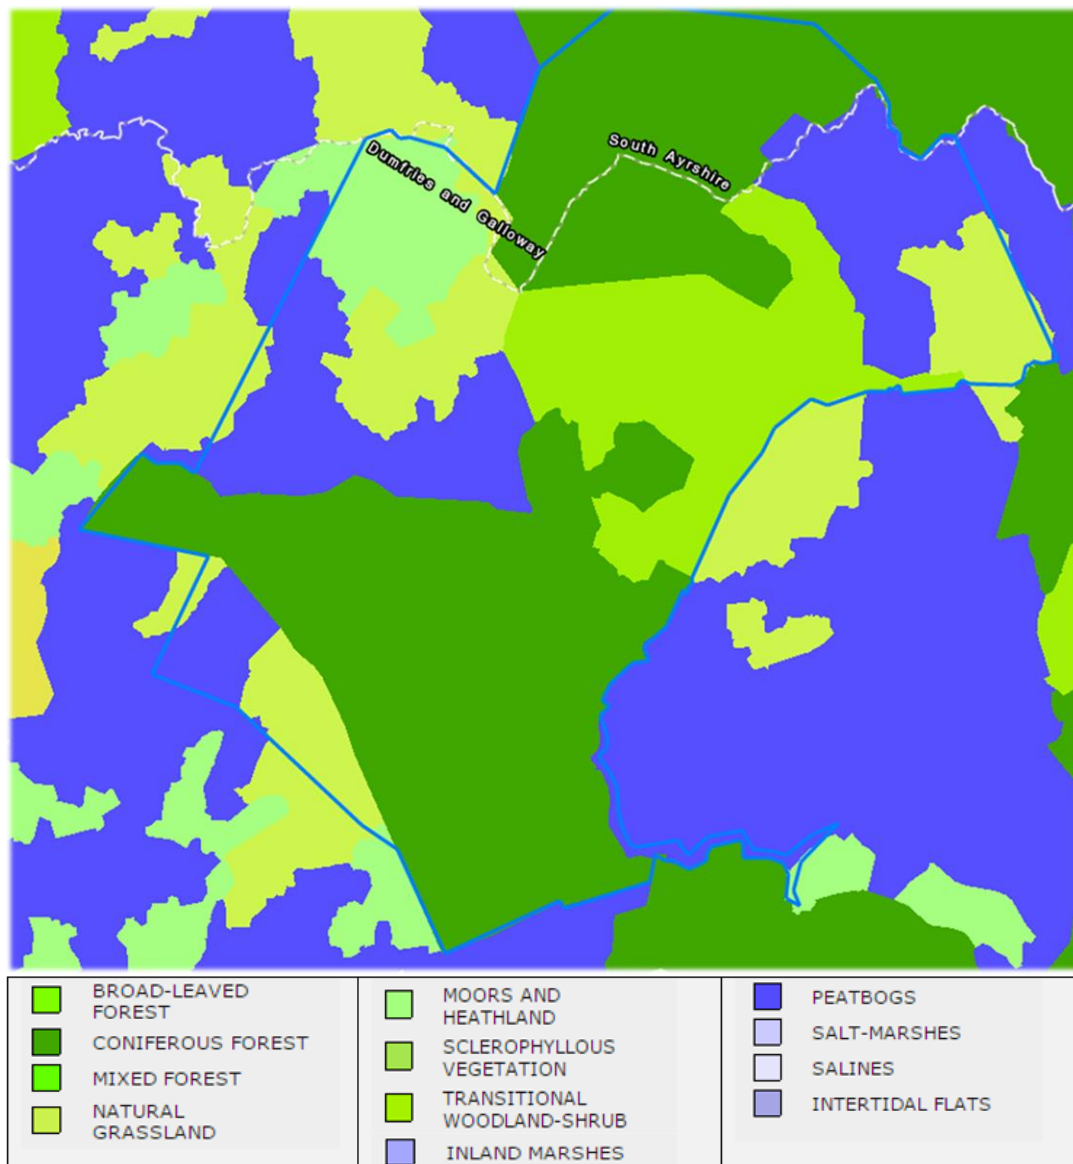 South Ayrshire
Dumfries and Galloway
BROAD-LEAVED
FOREST
CONIFEROUS FOREST
MIXED FOREST
NATURAL
GRASSLAND
MOORS AND
HEATHLAND
SCLEROPHYLLOUS
VEGETATION
TRANSITIONAL
WOODLAND-SHRUB
INLAND MARSHES
PEATBOGS
SALT-MARSHES
SALINES
INTERTIDAL FLATS